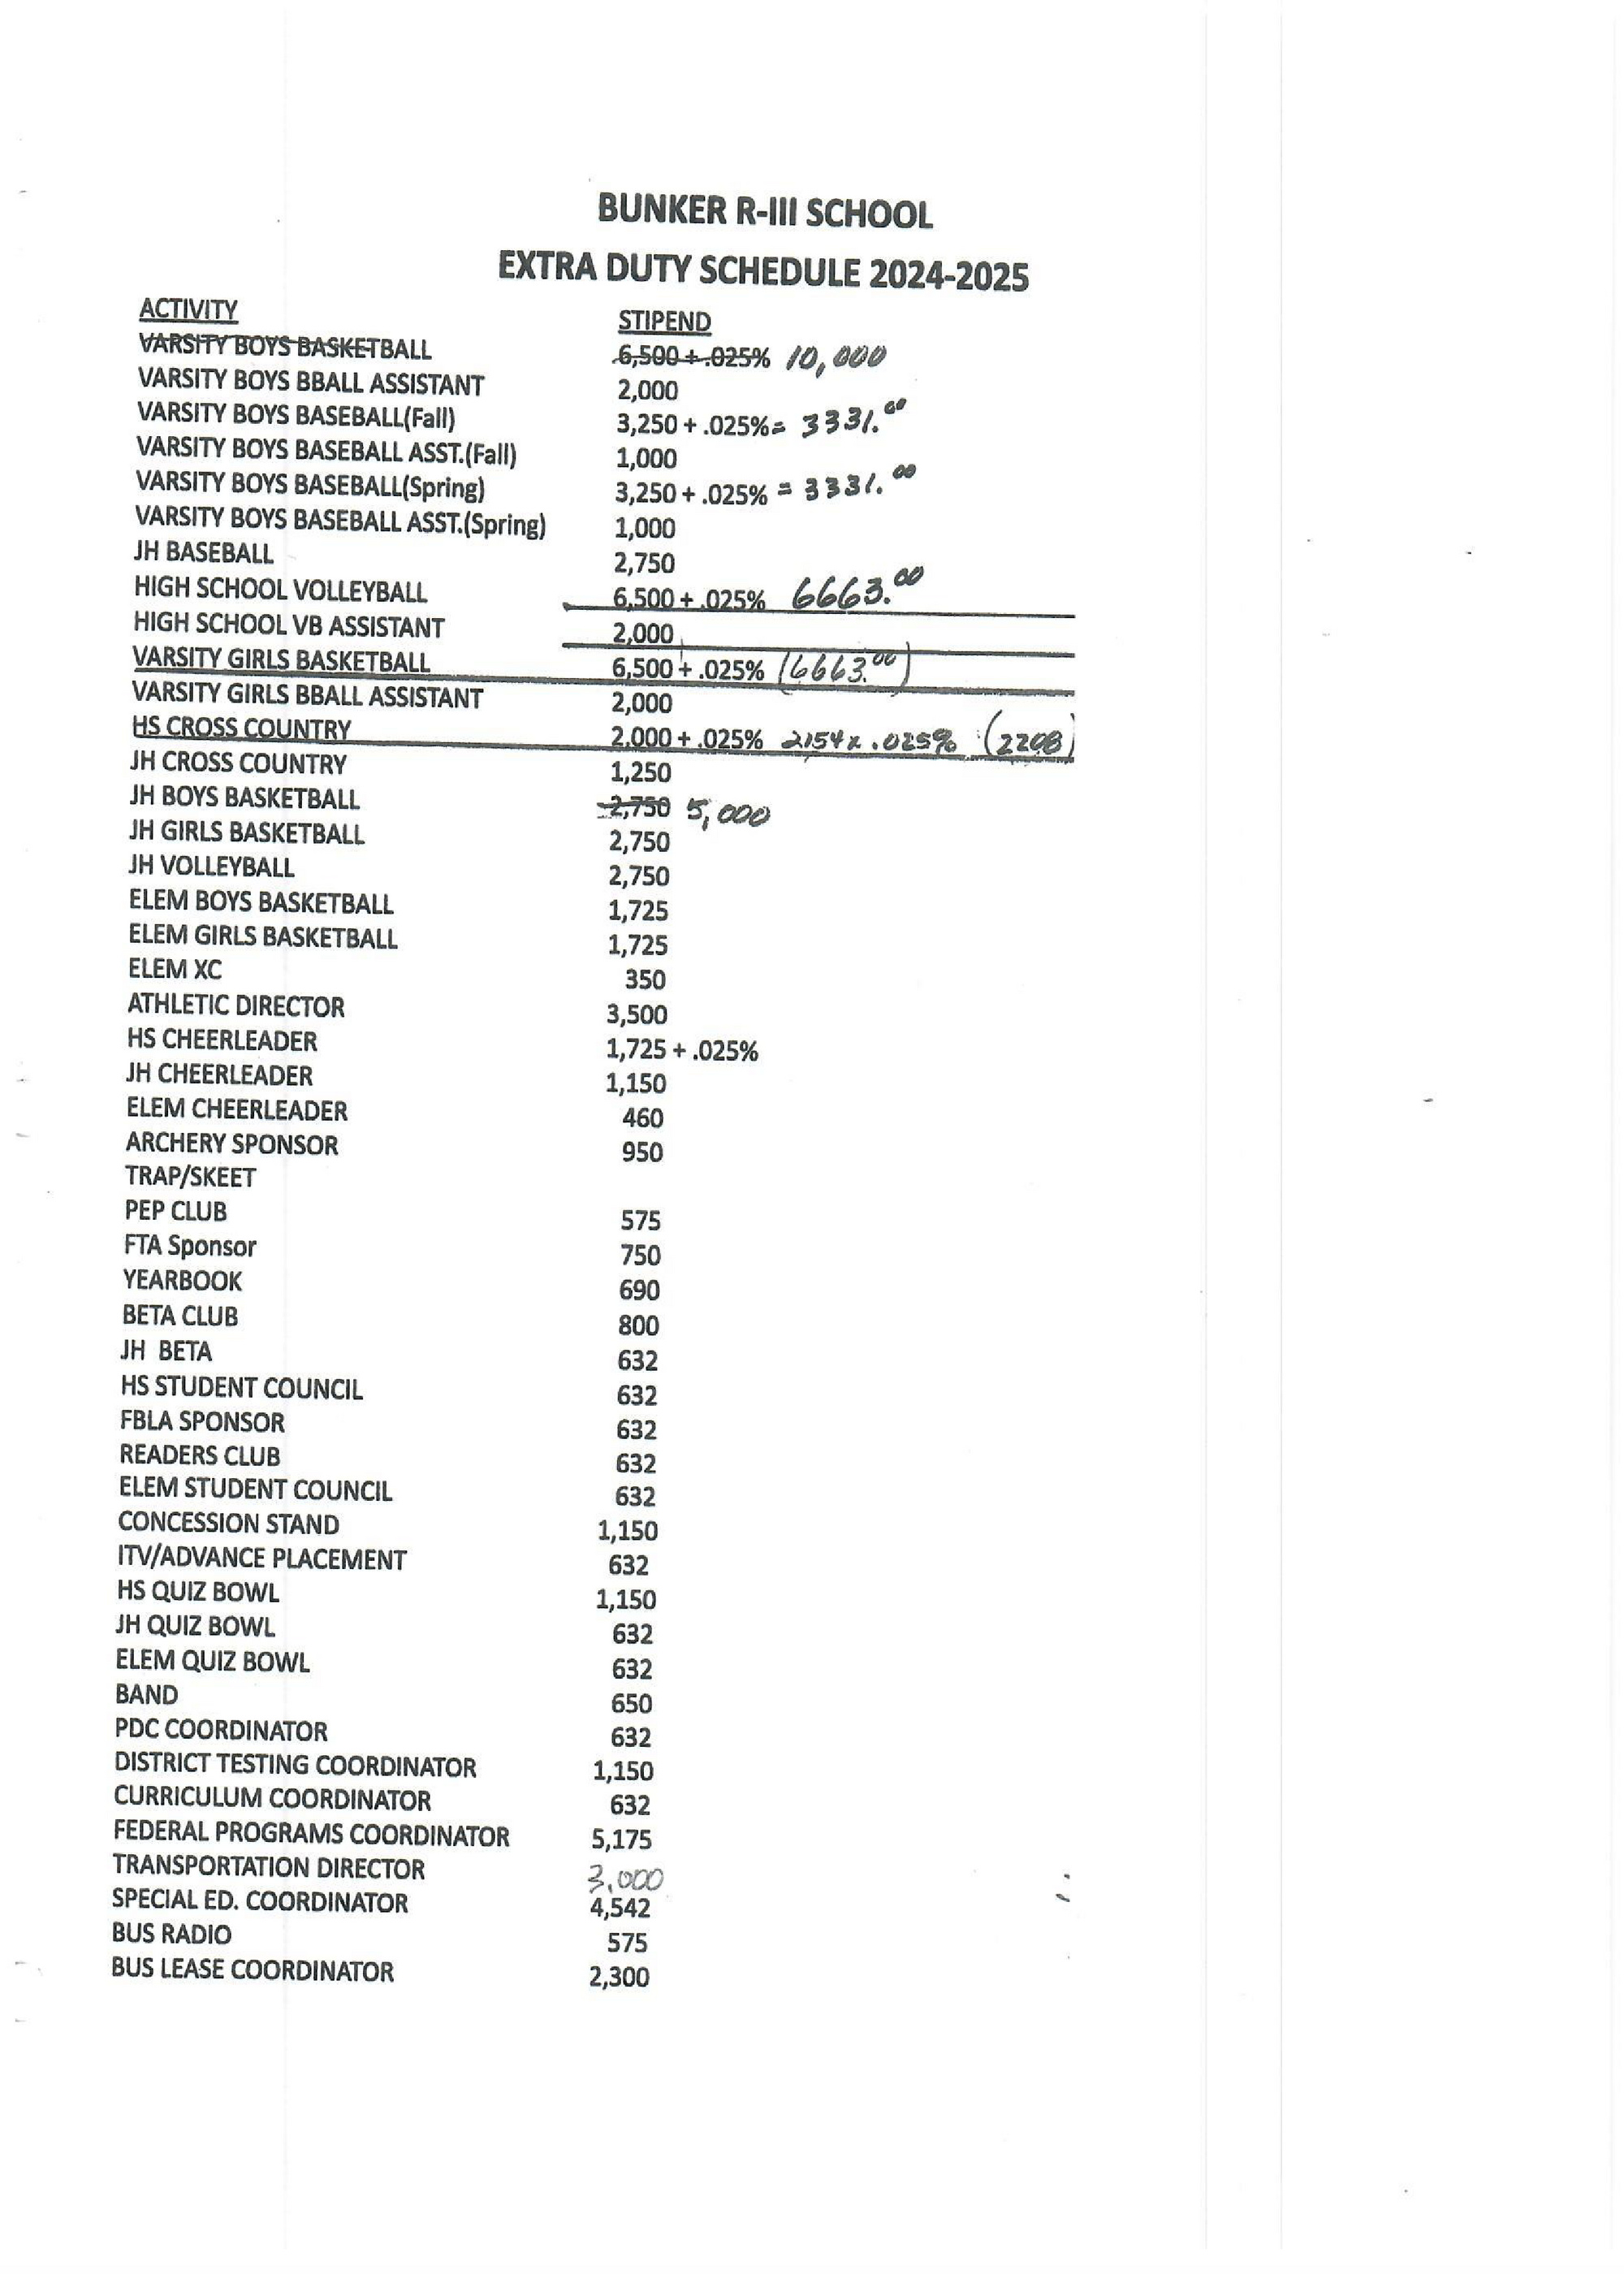 BUNKER R-III SCHOOL
EXTRA DUTY SCHEDULE 2024-2025
ACTIVITY STIPEND
VARSITY BOYS BASKETBALL 6,500 + .025% 10,000
VARSITY BOYS BBALL ASSISTANT 2,000
VARSITY BOYS BASEBALL(Fall) 3,250 + .025% = 3331.00
VARSITY BOYS BASEBALL ASST.(Fall) 1,000
VARSITY BOYS BASEBALL(Spring) 3,250 + .025% = 3331.00
VARSITY BOYS BASEBALL ASST.(Spring) 1,000
JH BASEBALL 2,750
HIGH SCHOOL VOLLEYBALL 6,500 + .025% 6663.00
HIGH SCHOOL VB ASSISTANT 2,000
VARSITY GIRLS BASKETBALL 6,500 + .025% (6663.00)
VARSITY GIRLS BBALL ASSISTANT 2,000
HS CROSS COUNTRY 2,000 + .025% 2154 x .025% (2208)
JH CROSS COUNTRY 1,250
JH BOYS BASKETBALL 2,750 5,000
JH GIRLS BASKETBALL 2,750
JH VOLLEYBALL 2,750
ELEM BOYS BASKETBALL 1,725
ELEM GIRLS BASKETBALL 1,725
ELEM XC 350
ATHLETIC DIRECTOR 3,500
HS CHEERLEADER 1,725 + .025%
JH CHEERLEADER 1,150
ELEM CHEERLEADER 460
ARCHERY SPONSOR 950
TRAP/SKEET
PEP CLUB 575
FTA Sponsor 750
YEARBOOK 690
BETA CLUB 800
JH BETA 632
HS STUDENT COUNCIL 632
FBLA SPONSOR 632
READERS CLUB 632
ELEM STUDENT COUNCIL 632
CONCESSION STAND 1,150
ITV/ADVANCE PLACEMENT 632
HS QUIZ BOWL 1,150
JH QUIZ BOWL 632
ELEM QUIZ BOWL 632
BAND 650
PDC COORDINATOR 632
DISTRICT TESTING COORDINATOR 1,150
CURRICULUM COORDINATOR 632
FEDERAL PROGRAMS COORDINATOR 5,175
TRANSPORTATION DIRECTOR 3,000
SPECIAL ED. COORDINATOR 4,542
BUS RADIO 575
BUS LEASE COORDINATOR 2,300